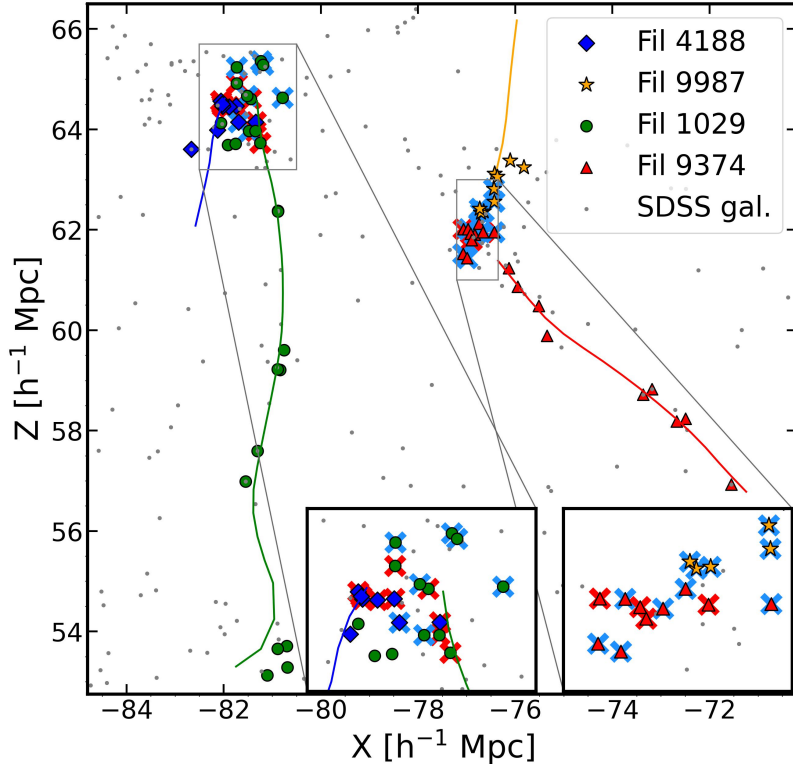 Fil 4188
Fil 9987
Fil 1029
Fil 9374
SDSS gal.
66
64
62
60
58
56
54
Z [h⁻¹ Mpc]
−84 −82 −80 −78 −76 −74 −72
X [h⁻¹ Mpc]